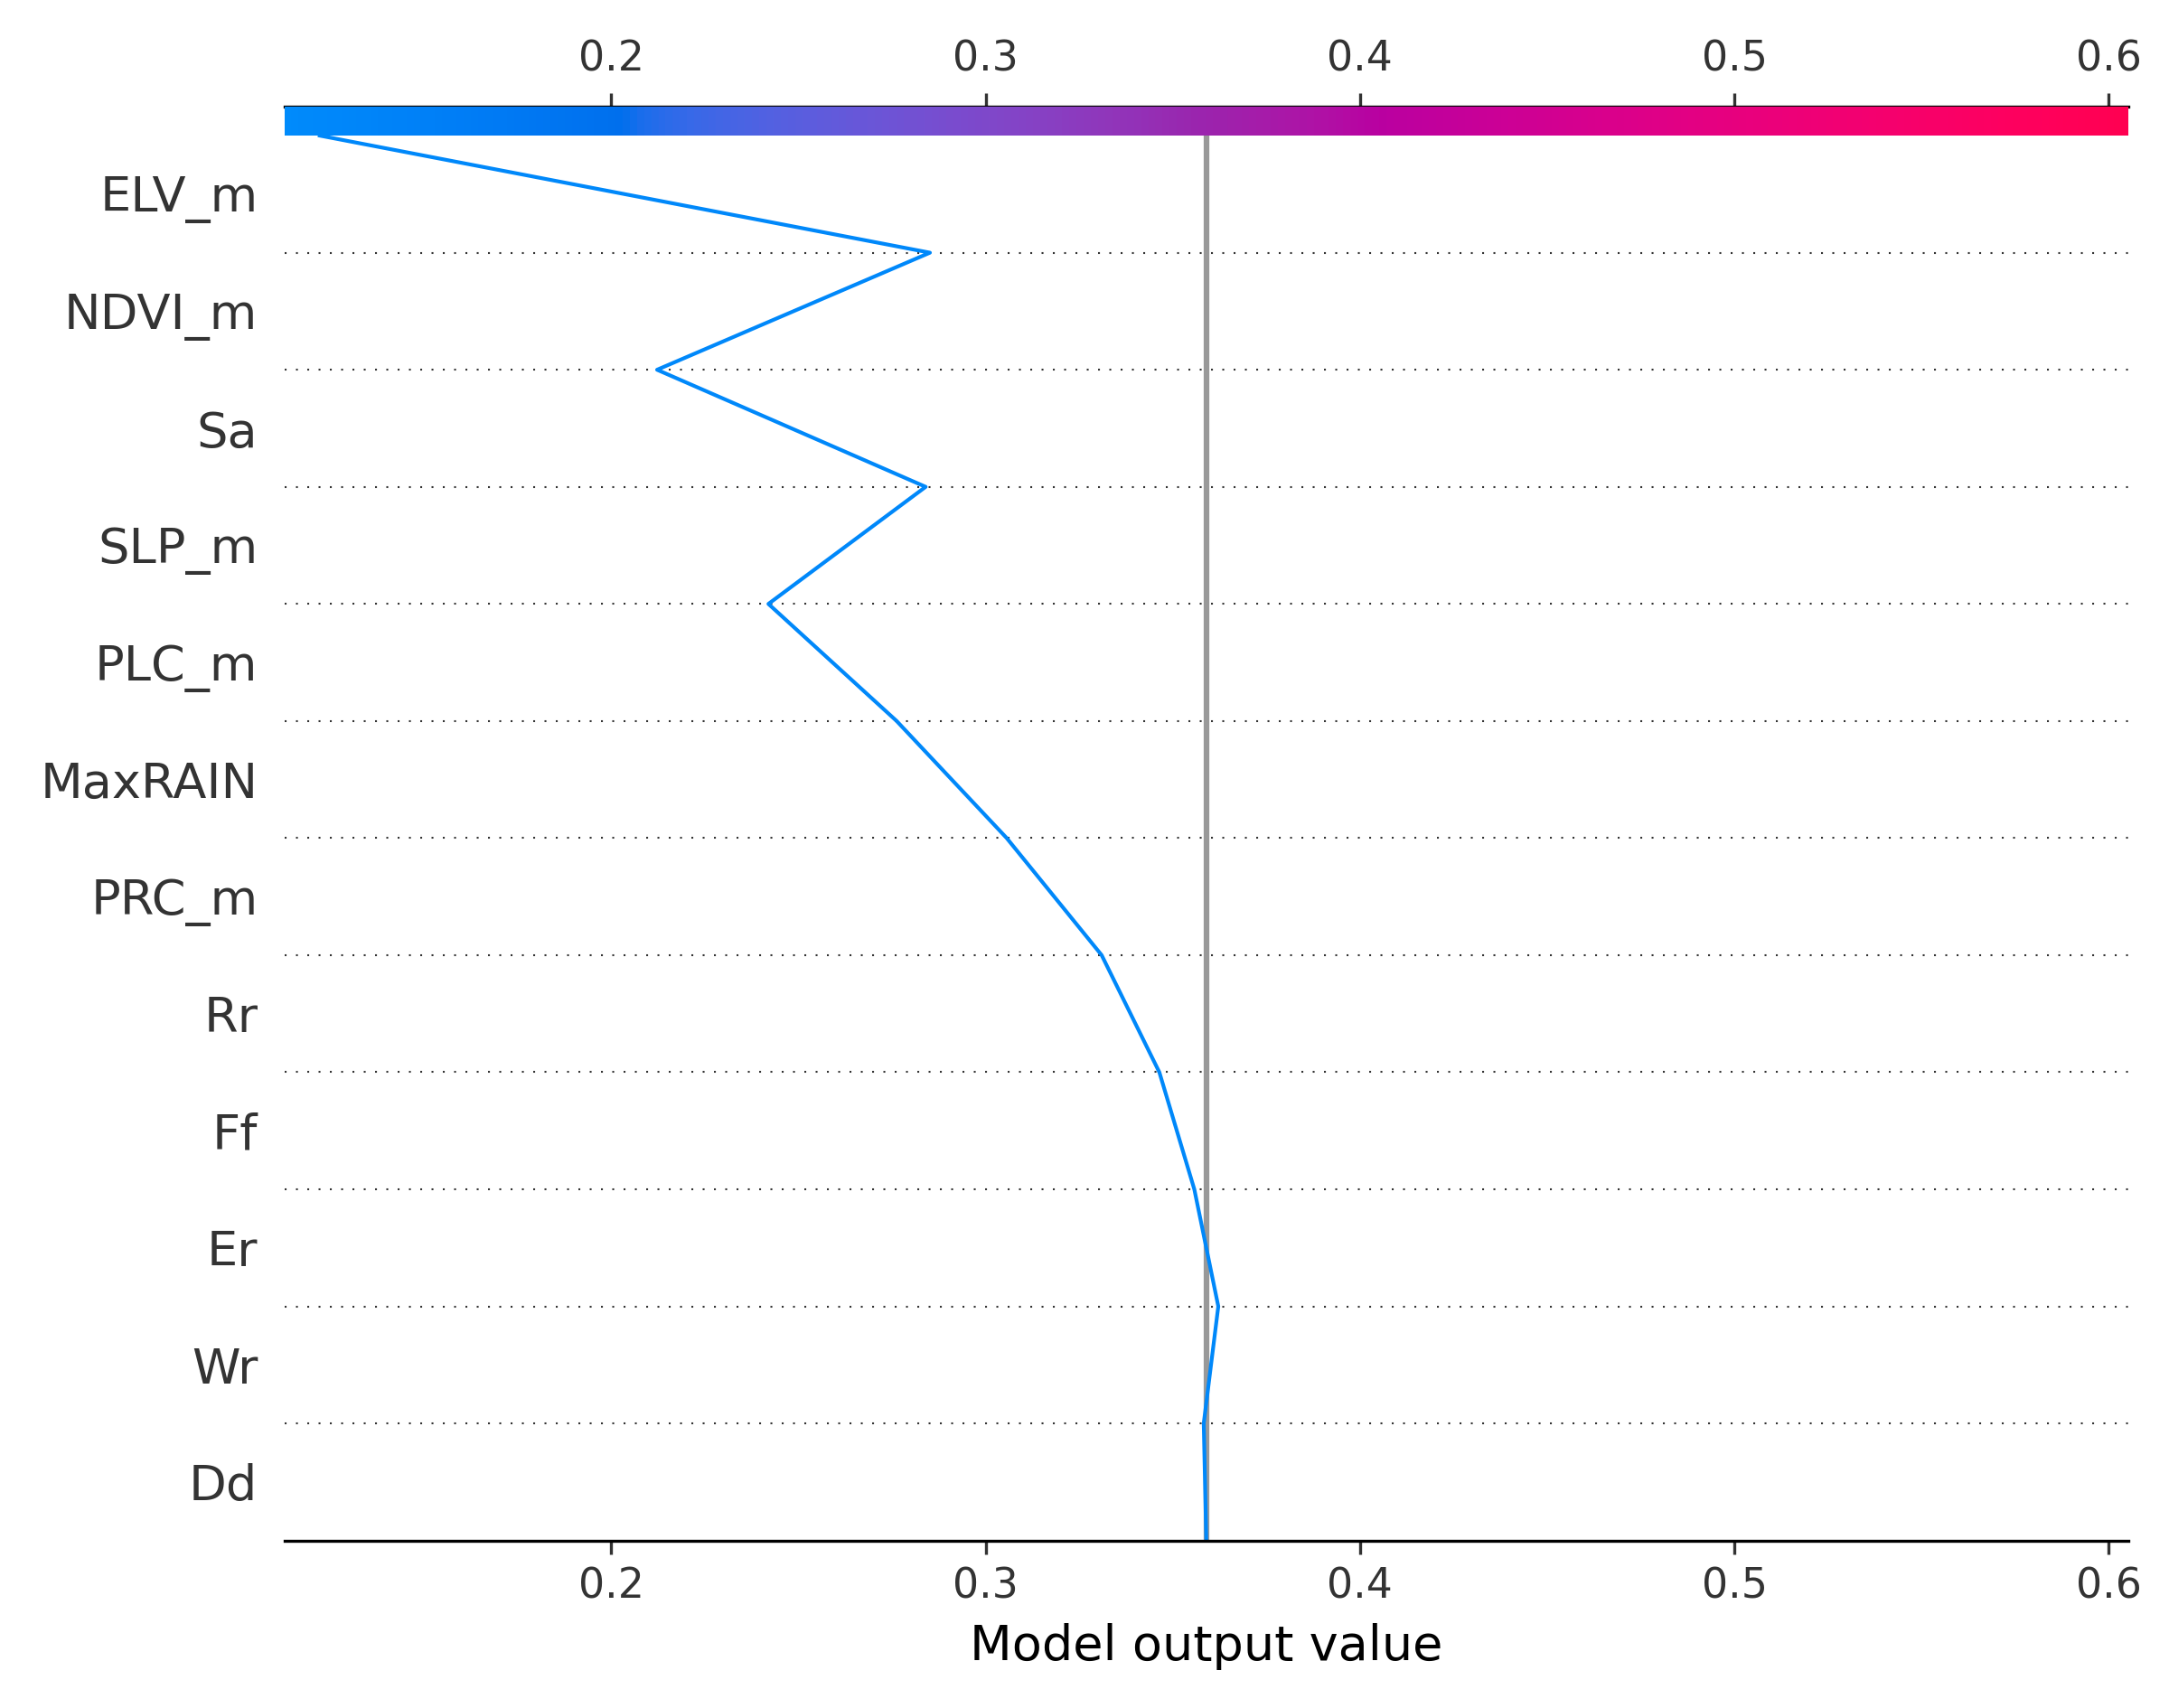 0.2 0.3 0.4 0.5 0.6
ELV_m
NDVI_m
Sa
SLP_m
PLC_m
MaxRAIN
PRC_m
Rr
Ff
Er
Wr
Dd
0.2 0.3 0.4 0.5 0.6
Model output value